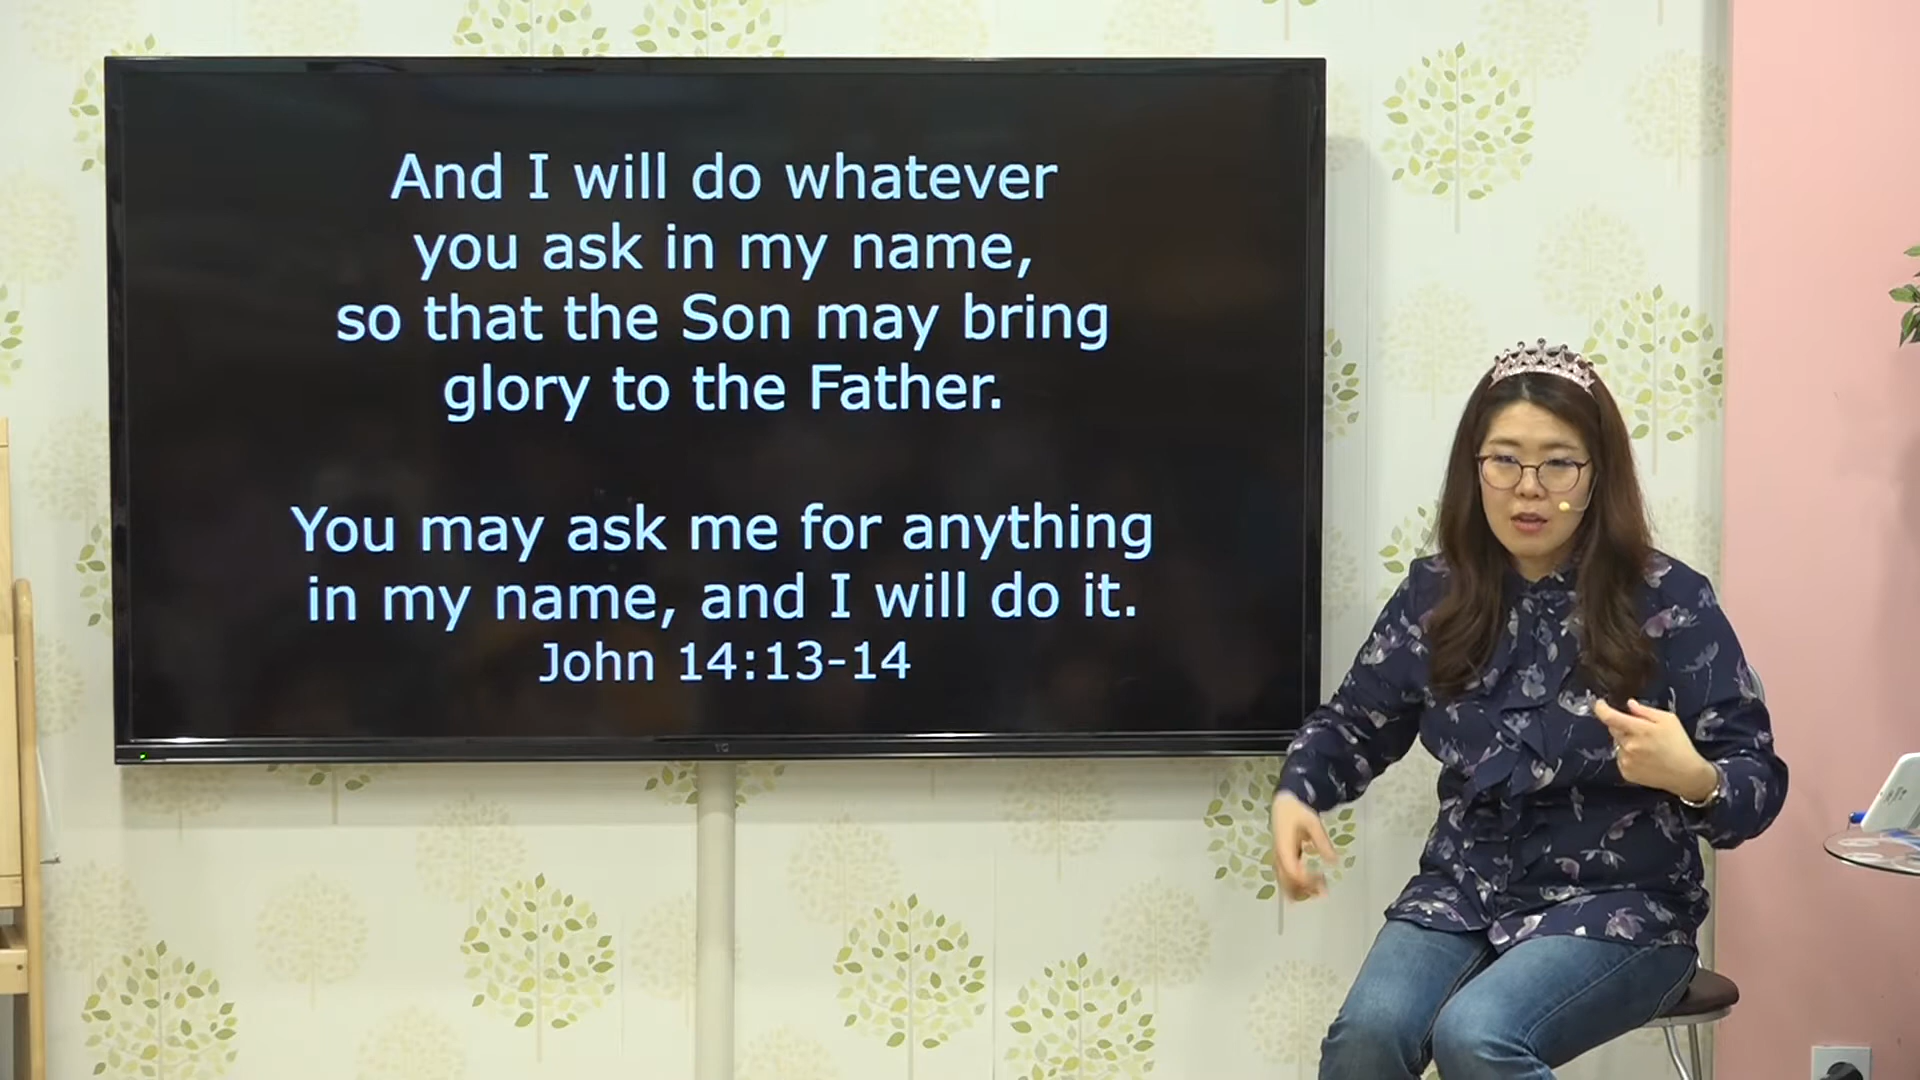 And I will do whatever
you ask in my name,
so that the Son may bring
glory to the Father.
You may ask me for anything
in my name, and I will do it.
John 14:13-14